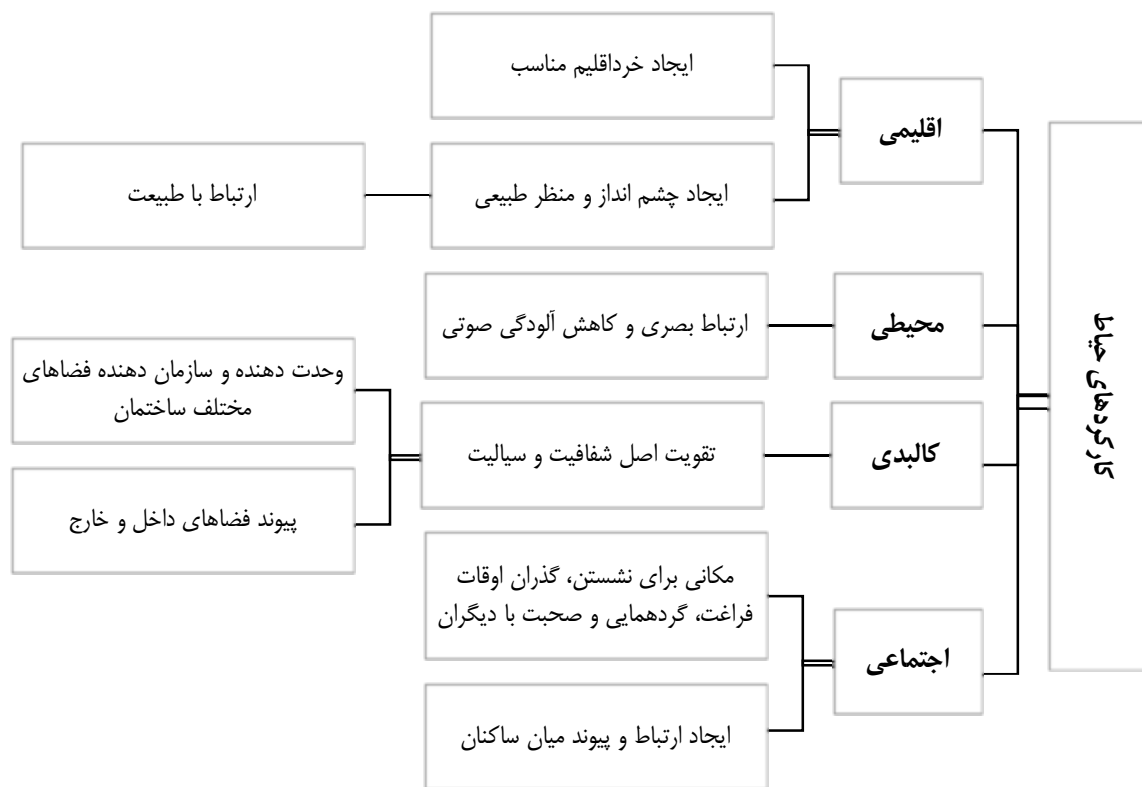 کارکردهای حیاط
اقلیمی
ایجاد خرداقلیم مناسب
ایجاد چشم انداز و منظر طبیعی
ارتباط با طبیعت
محیطی
ارتباط بصری و کاهش آلودگی صوتی
کالبدی
تقویت اصل شفافیت و سیالیت
وحدت دهنده و سازمان دهنده فضاهای
مختلف ساختمان
پیوند فضاهای داخل و خارج
اجتماعی
مکانی برای نشستن، گذران اوقات
فراغت، گردهمایی و صحبت با دیگران
ایجاد ارتباط و پیوند میان ساکنان